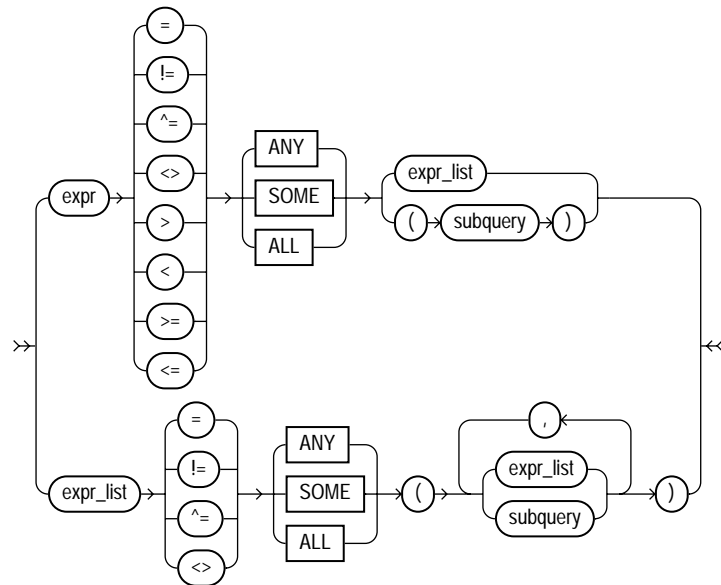 =
!=
^=
<>
>
<
>=
<=
expr
ANY
SOME
ALL
expr_list
( subquery )
expr_list
=
!=
^=
<>
ANY
SOME
ALL
(
,
expr_list
subquery
)